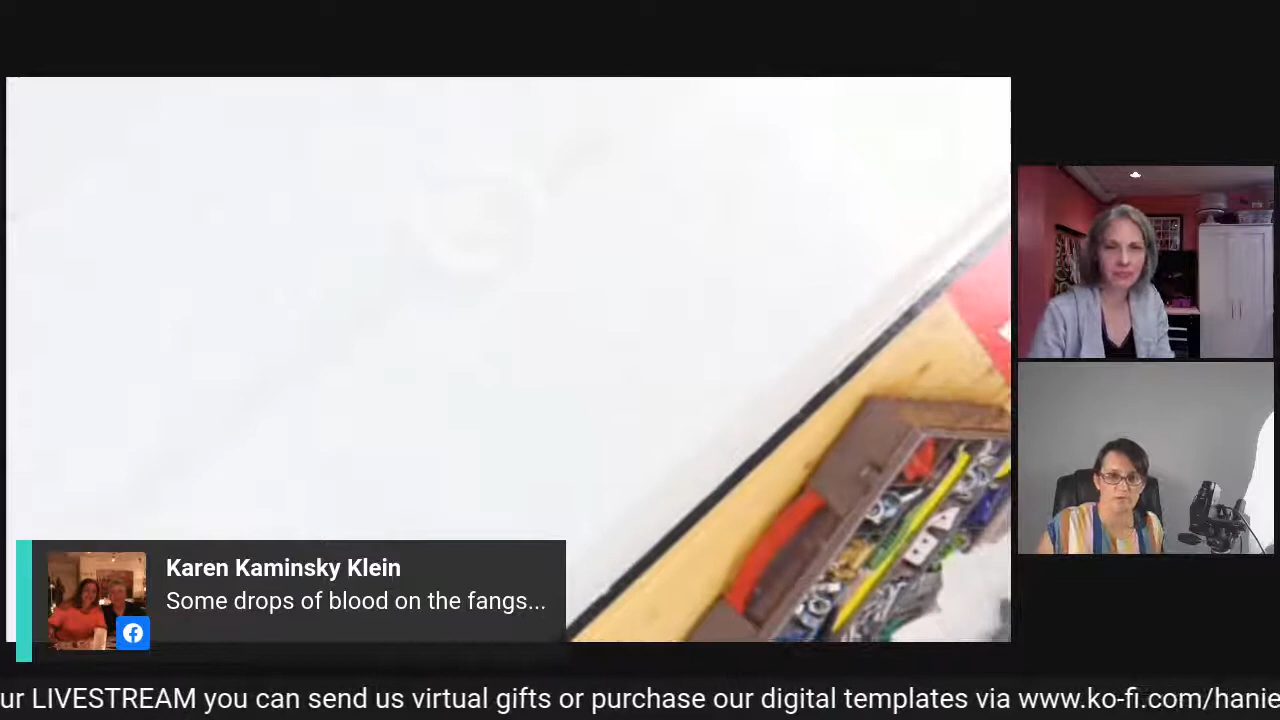 Karen Kaminsky Klein
Some drops of blood on the fangs...
ur LIVESTREAM you can send us virtual gifts or purchase our digital templates via www.ko-fi.com/hanie